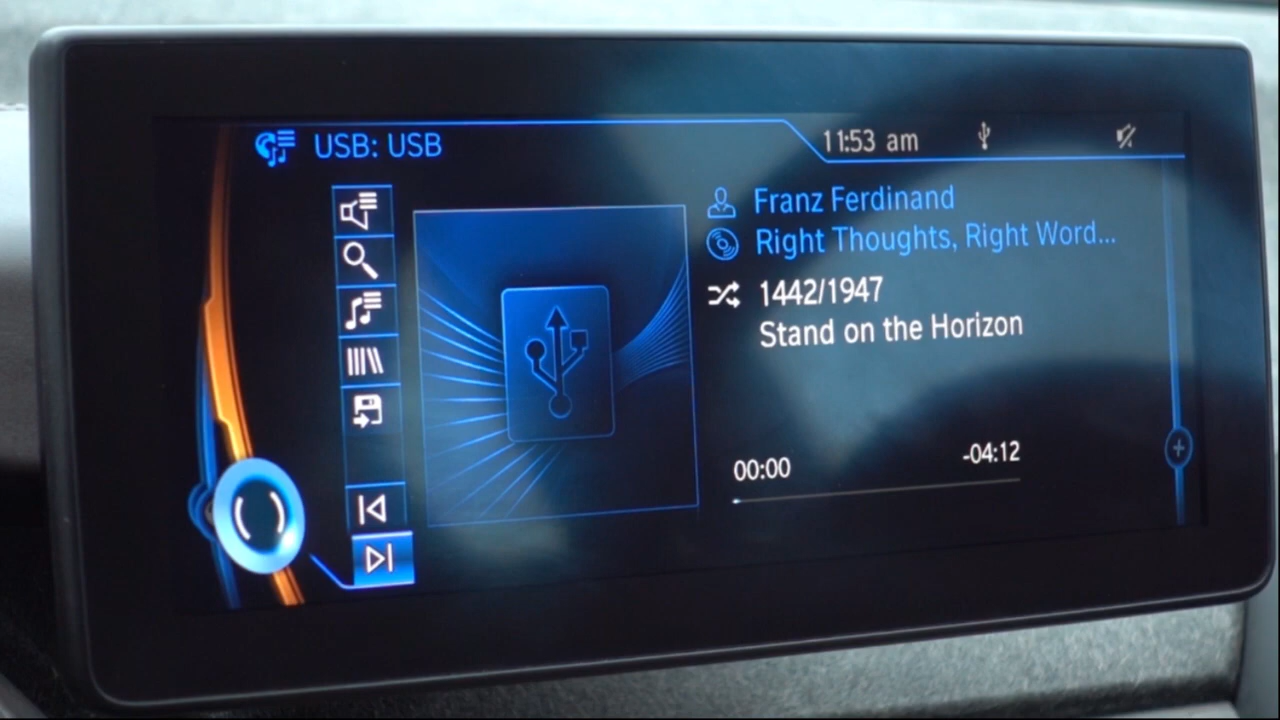 USB: USB
11:53 am
Franz Ferdinand
Right Thoughts, Right Word...
1442/1947
Stand on the Horizon
00:00
-04:12